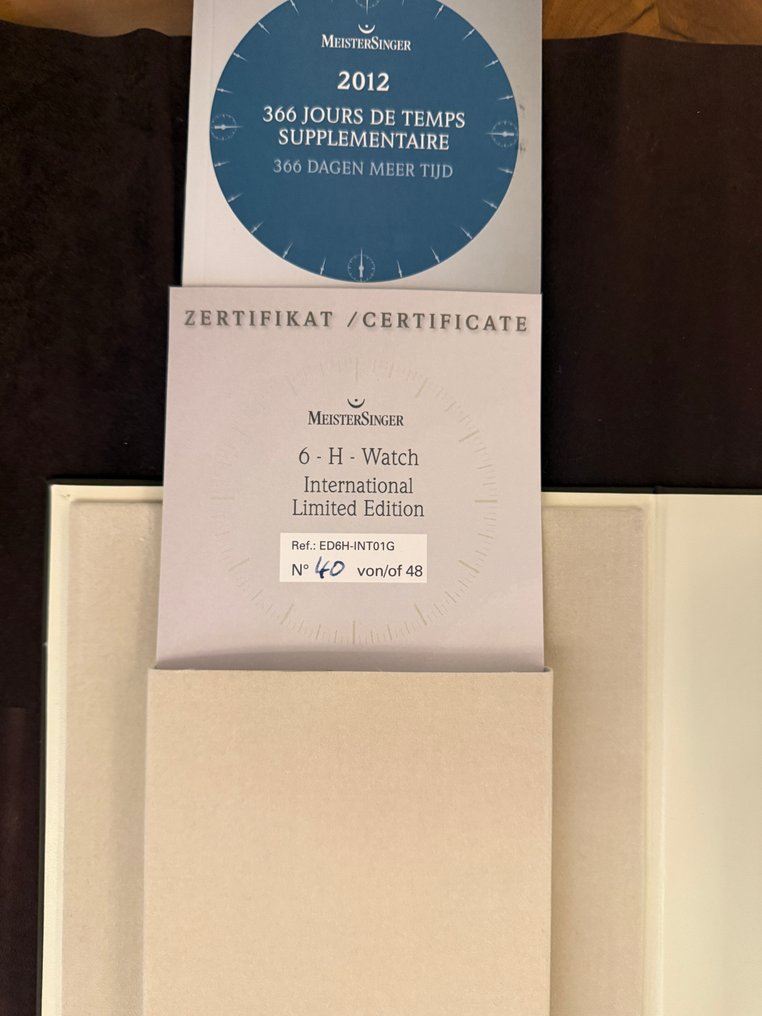 MEISTERSINGER
2012
366 JOURS DE TEMPS
SUPPLEMENTAIRE
366 DAGEN MEER TIJD
ZERTIFIKAT / CERTIFICATE
MEISTERSINGER
6 - H - Watch
International
Limited Edition
Ref.: ED6H-INT01G
N° 40 von/of 48